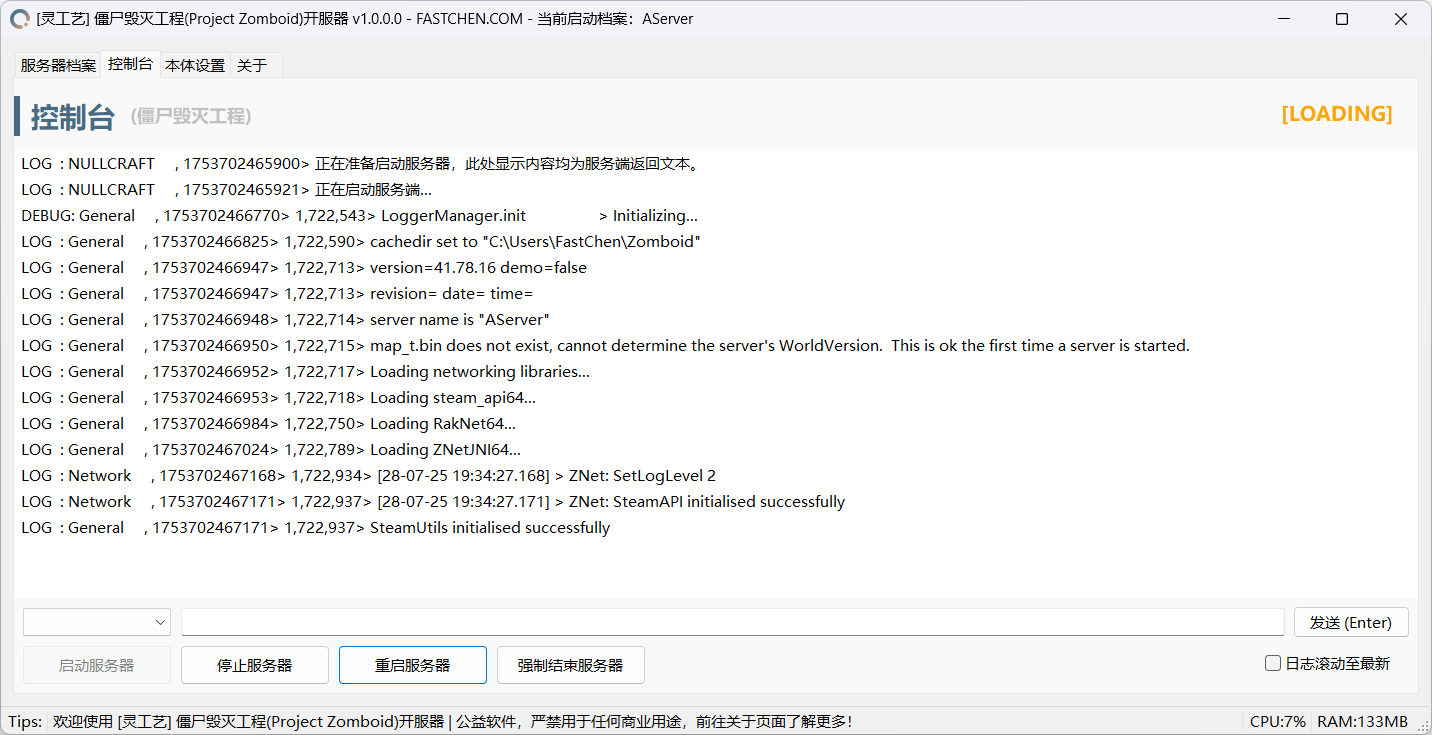 [灵工艺] 僵尸毁灭工程(Project Zomboid)开服器 v1.0.0.0 - FASTCHEN.COM - 当前启动档案：AServer
服务器档案 控制台 本体设置 关于
控制台 (僵尸毁灭工程) [LOADING]
LOG : NULLCRAFT , 1753702465900> 正在准备启动服务器，此处显示内容均为服务端返回文本。
LOG : NULLCRAFT , 1753702465921> 正在启动服务端...
DEBUG: General , 1753702466770> 1,722,543> LoggerManager.init > Initializing...
LOG : General , 1753702466825> 1,722,590> cachedir set to "C:\Users\FastChen\Zomboid"
LOG : General , 1753702466947> 1,722,713> version=41.78.16 demo=false
LOG : General , 1753702466947> 1,722,713> revision= date= time=
LOG : General , 1753702466948> 1,722,714> server name is "AServer"
LOG : General , 1753702466950> 1,722,715> map_t.bin does not exist, cannot determine the server's WorldVersion. This is ok the first time a server is started.
LOG : General , 1753702466952> 1,722,717> Loading networking libraries...
LOG : General , 1753702466953> 1,722,718> Loading steam_api64...
LOG : General , 1753702466984> 1,722,750> Loading RakNet64...
LOG : General , 1753702467024> 1,722,789> Loading ZNetJNI64...
LOG : Network , 1753702467168> 1,722,934> [28-07-25 19:34:27.168] > ZNet: SetLogLevel 2
LOG : Network , 1753702467171> 1,722,937> [28-07-25 19:34:27.171] > ZNet: SteamAPI initialised successfully
LOG : General , 1753702467171> 1,722,937> SteamUtils initialised successfully
发送 (Enter)
启动服务器 停止服务器 重启服务器 强制结束服务器 日志滚动至最新
Tips: 欢迎使用 [灵工艺] 僵尸毁灭工程(Project Zomboid)开服器 | 公益软件，严禁用于任何商业用途，前往关于页面了解更多！ CPU:7% RAM:133MB